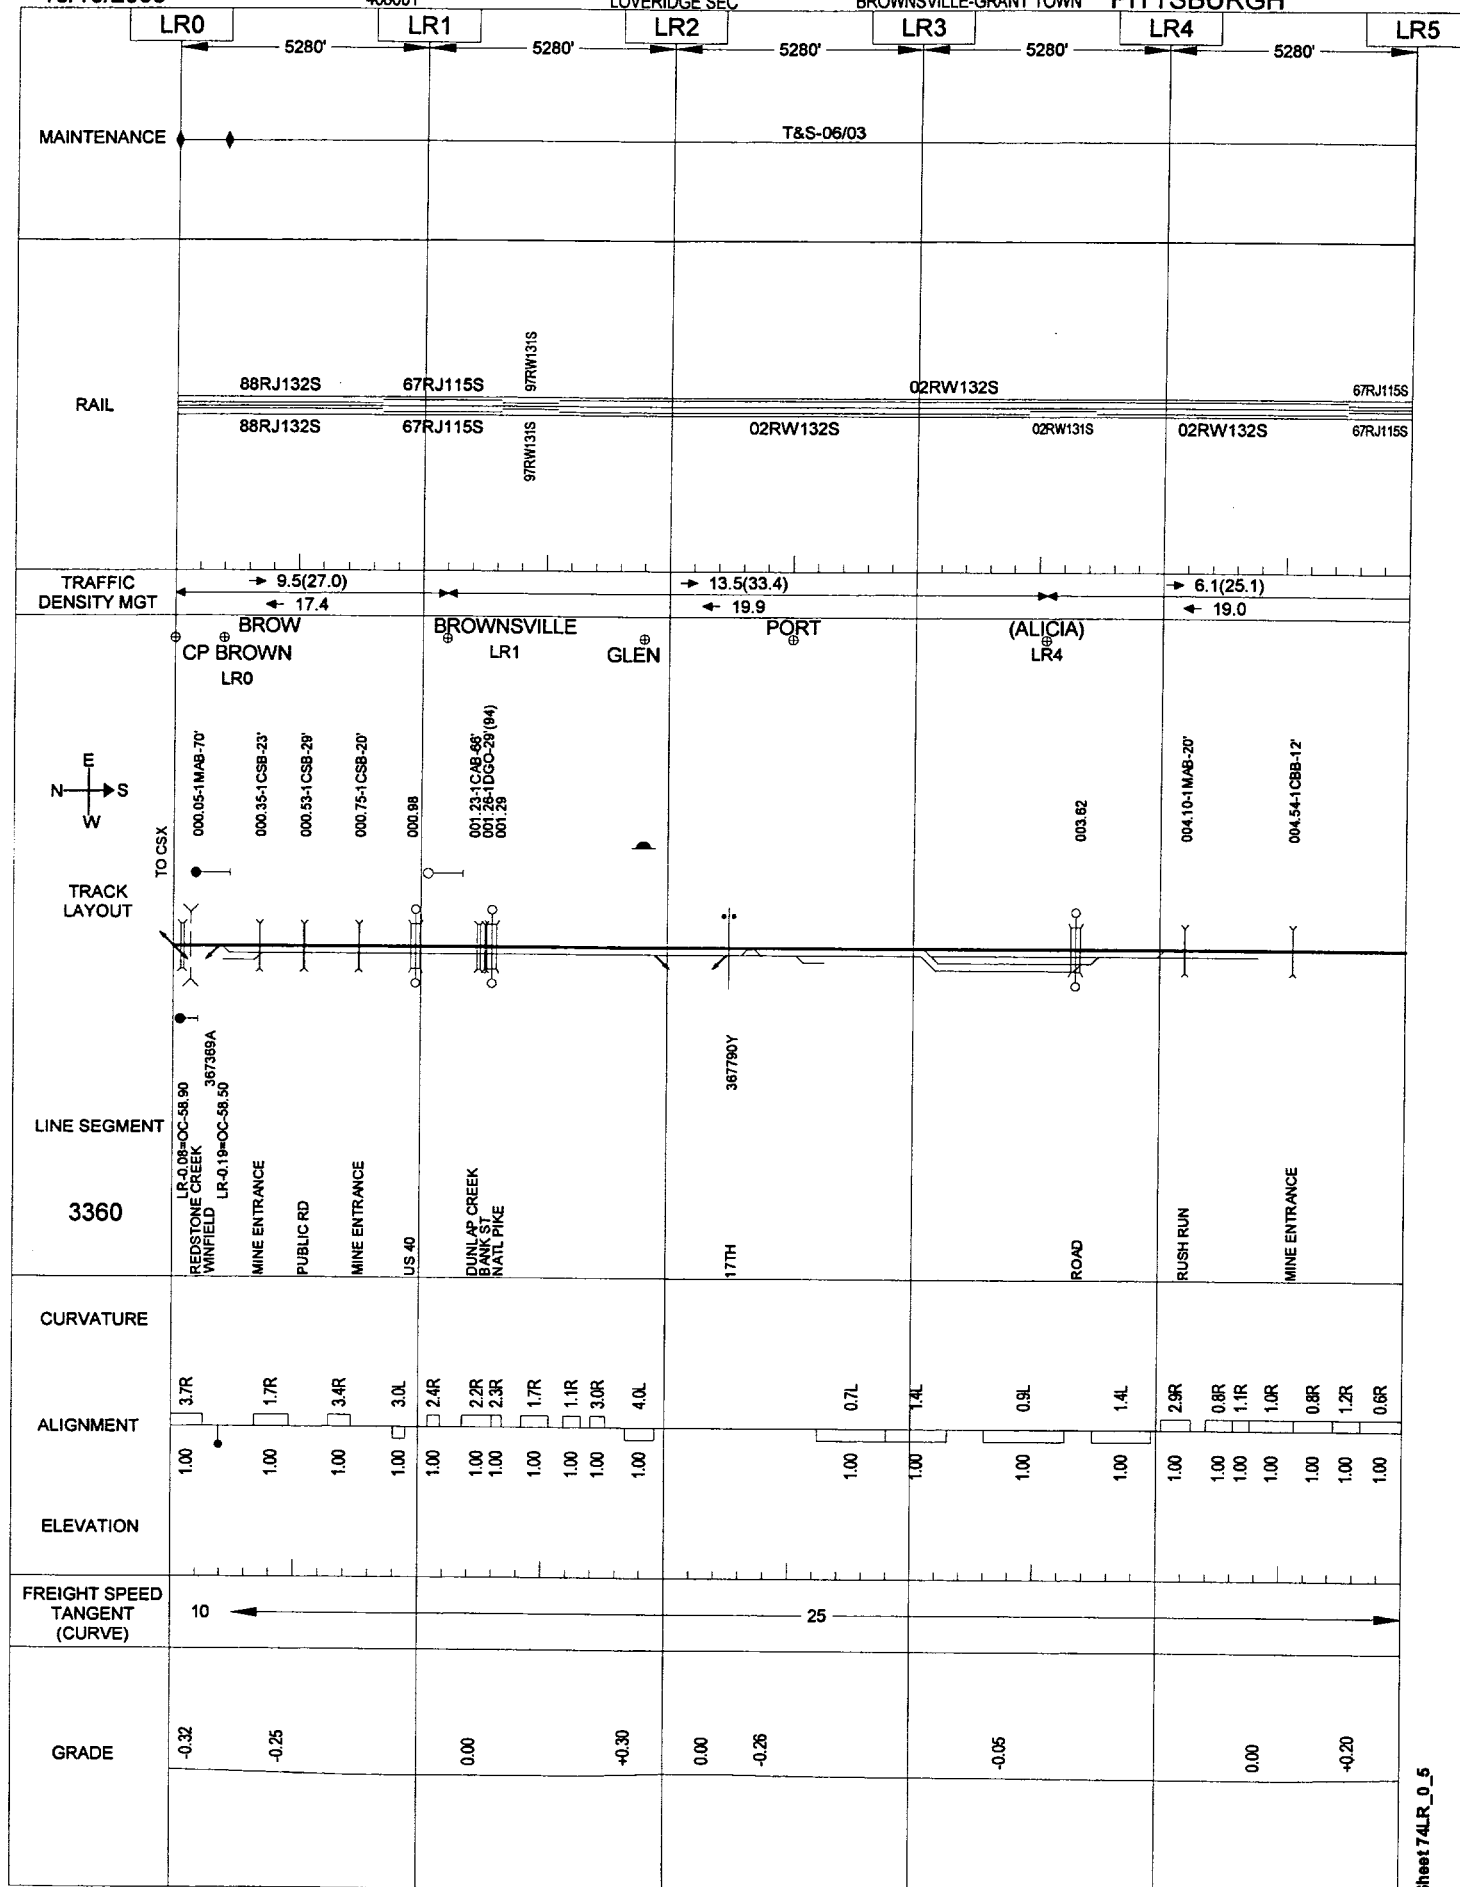 LOVERIDGE SEC BROWNSVILLE-GRANT TOWN PITTSBURGH
LR0 LR1 LR2 LR3 LR4 LR5
5280' 5280' 5280' 5280' 5280'
MAINTENANCE T&S-06/03
97RW131S
88RJ132S 67RJ115S 02RW132S 67RJ115S
RAIL
88RJ132S 67RJ115S 02RW132S 02RW131S 02RW132S 67RJ115S
97RW131S
TRAFFIC
DENSITY MGT
9.5(27.0) 13.5(33.4) 6.1(25.1)
17.4 19.9 19.0
BROW BROWNSVILLE PORT (ALICIA)
CP BROWN LR1 GLEN LR4
LR0
E
N S
W
TO CSX
000.05-1MAB-70'
000.35-1CSB-23'
000.53-1CSB-29'
000.75-1CSB-20'
000.98
001.23-1CAB-66'
001.26-1DGO-29'(94)
001.29
003.62
004.10-1MAB-20'
004.54-1CBB-12'
TRACK
LAYOUT
LINE SEGMENT
3360
LR-0.08=OC-58.90
REDSTONE CREEK
WINFIELD 367369A
LR-0.19=OC-58.50
MINE ENTRANCE
PUBLIC RD
MINE ENTRANCE
US 40
DUNLAP CREEK
BANK ST
NATL PIKE
17TH 367790Y
ROAD
RUSH RUN
MINE ENTRANCE
CURVATURE
3.7R 1.7R 3.4R 3.0L 2.4R 2.2R 2.3R 1.7R 1.1R 3.0R 4.0L 0.7L 1.4L 0.9L 1.4L 2.9R 0.8R 1.1R 1.0R 0.8R 1.2R 0.6R
ALIGNMENT
1.00 1.00 1.00 1.00 1.00 1.00 1.00 1.00 1.00 1.00 1.00 1.00 1.00 1.00 1.00 1.00 1.00 1.00 1.00 1.00 1.00 1.00
ELEVATION
FREIGHT SPEED
TANGENT
(CURVE)
10 25
GRADE -0.32 -0.25 0.00 +0.30 0.00 -0.26 -0.05 0.00 +0.20
Sheet 74LR_0_5